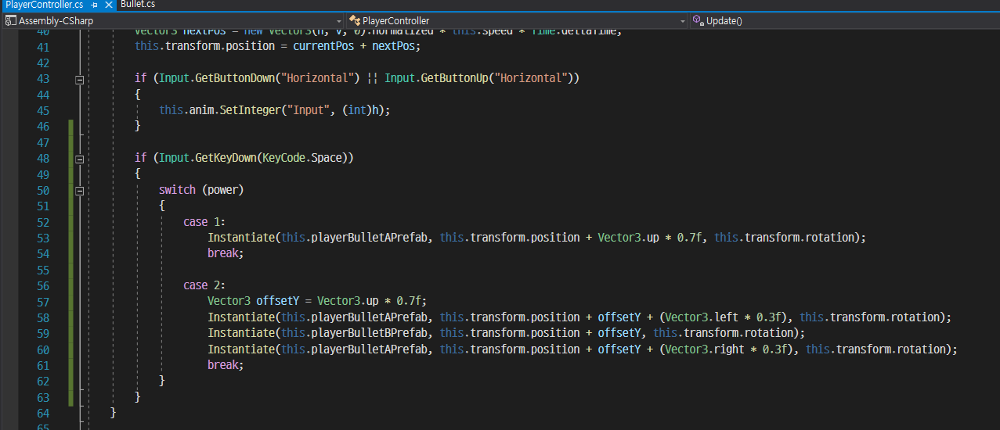 PlayerController.cs Bullet.cs
Assembly-CSharp PlayerController Update()
40 Vector3 nextPos = new Vector3(h, v, 0).normalized * this.speed * Time.deltaTime;
41 this.transform.position = currentPos + nextPos;
42
43 if (Input.GetButtonDown("Horizontal") || Input.GetButtonUp("Horizontal"))
44 {
45 this.anim.SetInteger("Input", (int)h);
46 }
47
48 if (Input.GetKeyDown(KeyCode.Space))
49 {
50 switch (power)
51 {
52 case 1:
53 Instantiate(this.playerBulletAPrefab, this.transform.position + Vector3.up * 0.7f, this.transform.rotation);
54 break;
55
56 case 2:
57 Vector3 offsetY = Vector3.up * 0.7f;
58 Instantiate(this.playerBulletAPrefab, this.transform.position + offsetY + (Vector3.left * 0.3f), this.transform.rotation);
59 Instantiate(this.playerBulletBPrefab, this.transform.position + offsetY, this.transform.rotation);
60 Instantiate(this.playerBulletAPrefab, this.transform.position + offsetY + (Vector3.right * 0.3f), this.transform.rotation);
61 break;
62 }
63 }
64 }
65